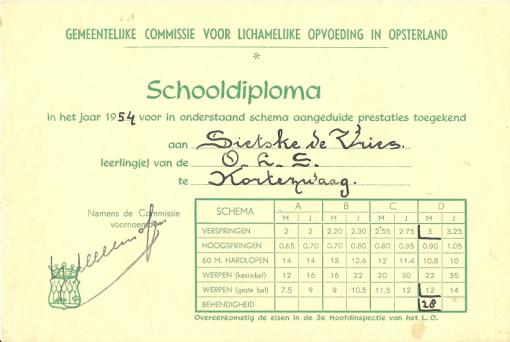 GEMEENTELIJKE COMMISSIE VOOR LICHAMELIJKE OPVOEDING IN OPSTERLAND
*
Schooldiploma
in het jaar 1954 voor in onderstaand schema aangeduide prestaties toegekend
aan Sietske de Vries.
leerling(e) van de O. L. S.
te Kortezwaag.
Namens de Commissie
voornoemd
SCHEMA A B C D
M J M J M J M J
VERSPRINGEN 2 2 2.20 2.30 2.55 2.75 3 3.25
HOOGSPRINGEN 0.65 0.70 0.70 0.80 0.80 0.95 0.90 1.05
60 M. HARDLOPEN 14 14 13 12.6 12 11.4 10.8 10
WERPEN (kastiebal) 12 16 16 22 20 30 22 35
WERPEN (grote bal) 7.5 9 9 10.5 11.5 12 12 14
BEHENDIGHEID 28
Overeenkomstig de eisen in de 3e Hoofdinspectie van het L.O.